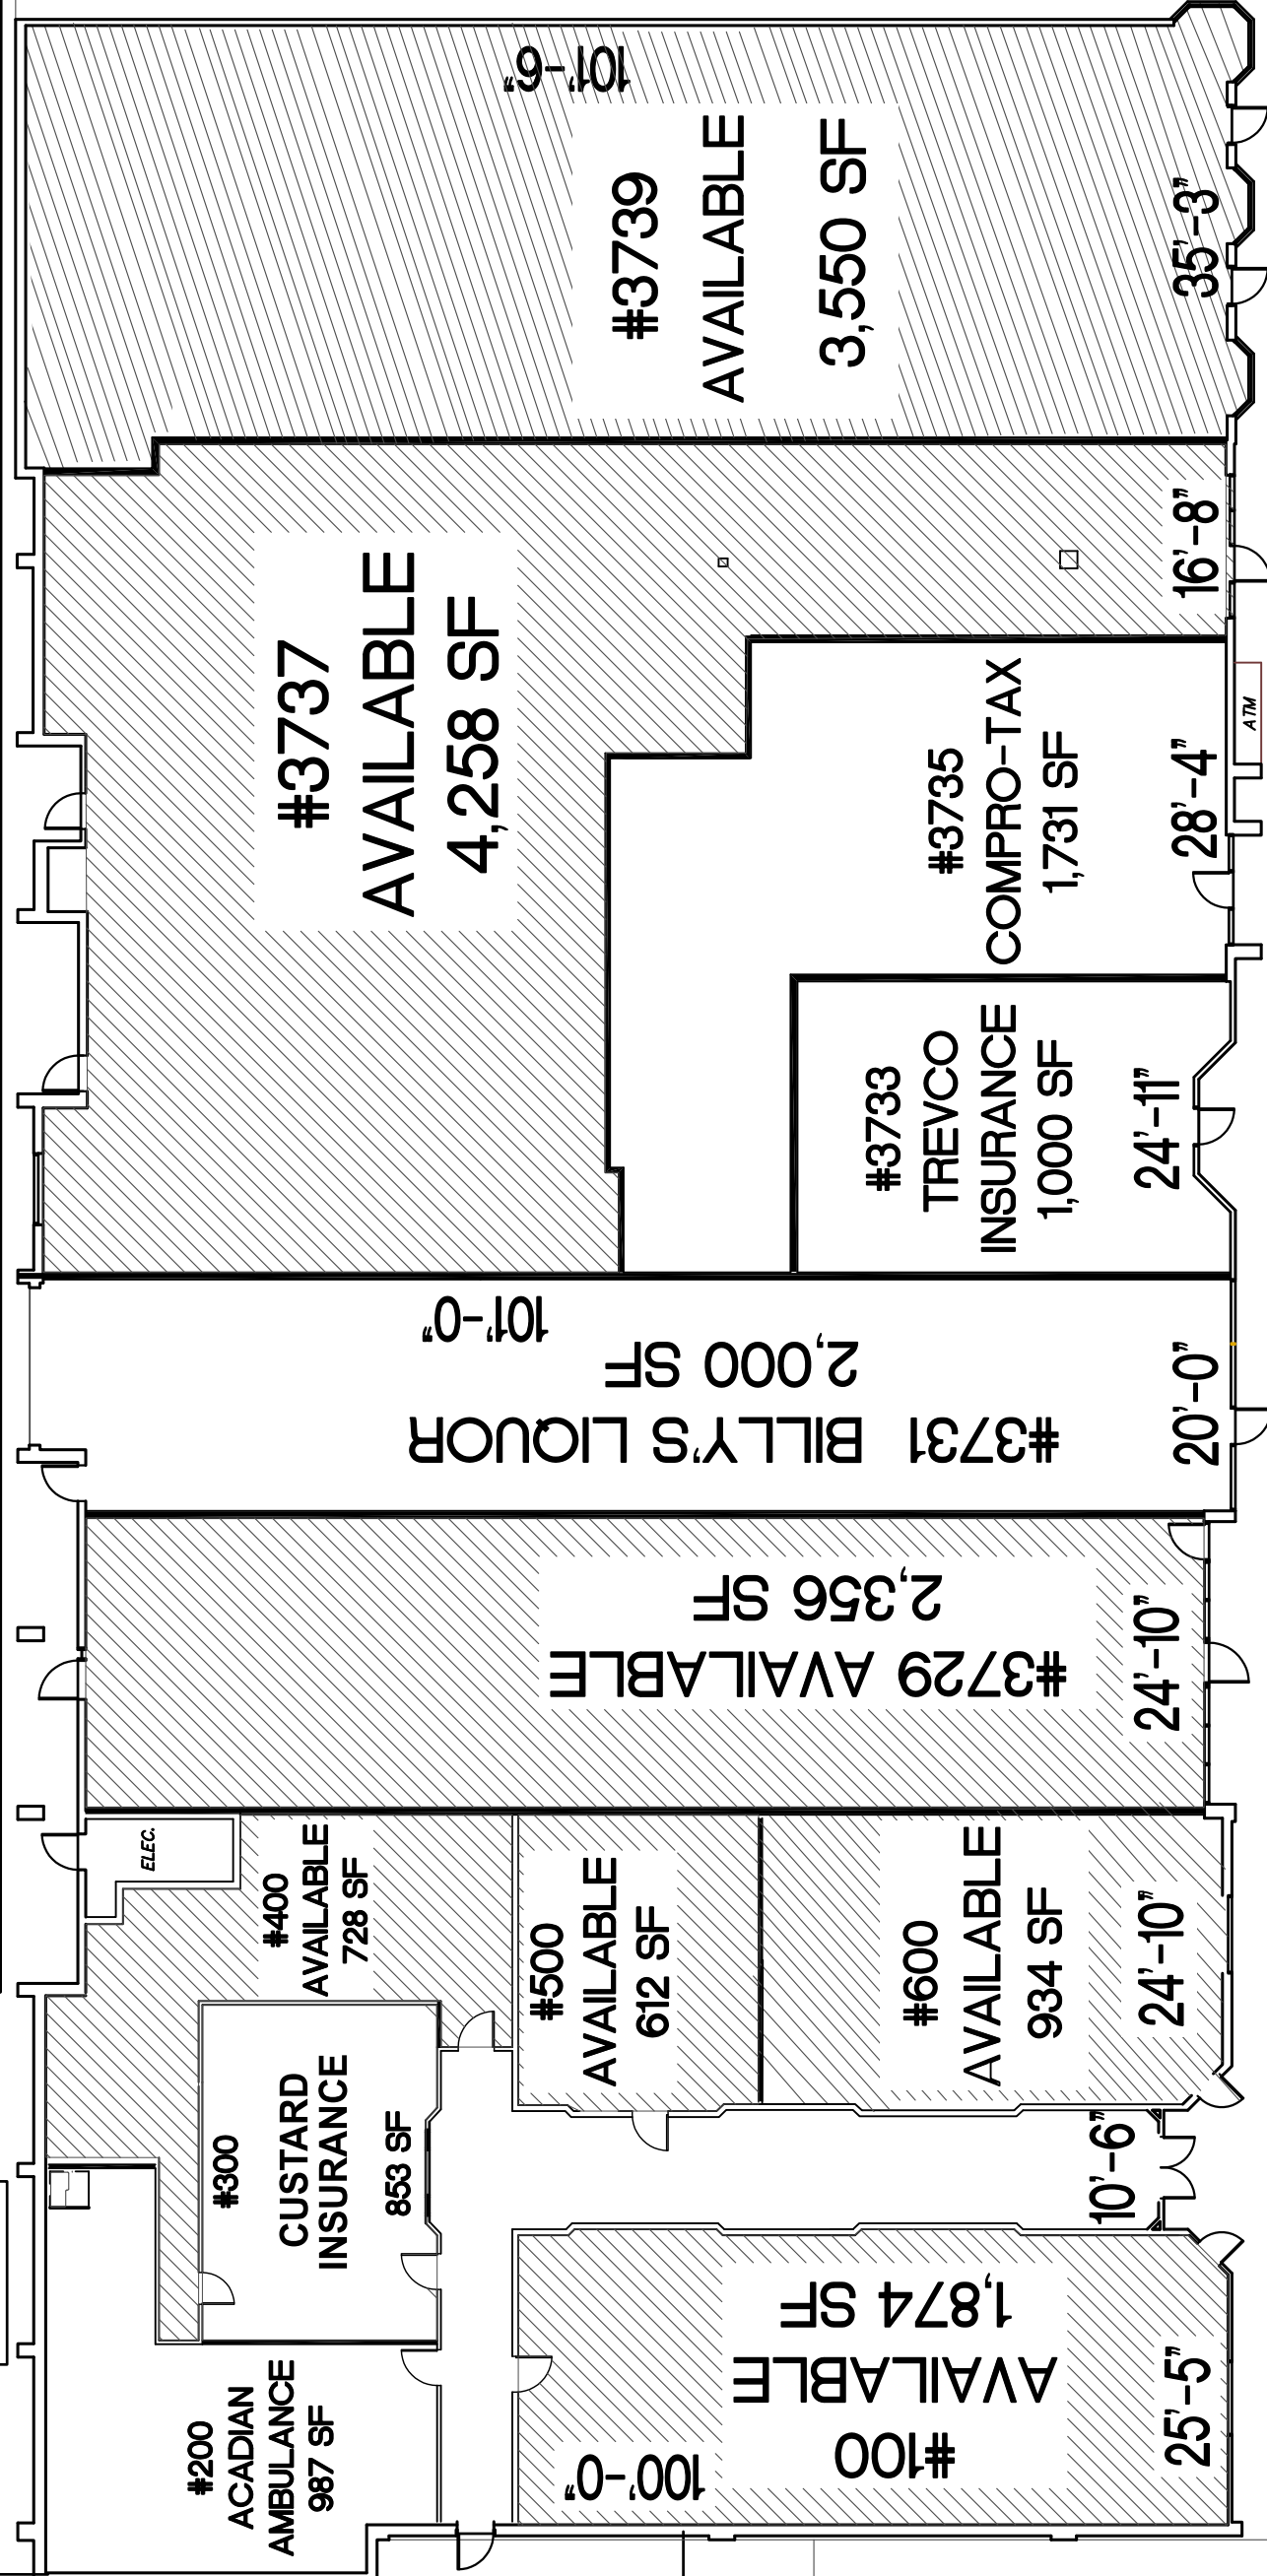 101'-6"
#3739
AVAILABLE
3,550 SF
35'-3"
#3737
AVAILABLE
4,258 SF
16'-8"
#3735
COMPRO-TAX
1,731 SF
28'-4"
ATM
#3733
TREVCO
INSURANCE
1,000 SF
24'-11"
101'-0"
#3731 BILLY'S LIQUOR
2,000 SF
20'-0"
#3729 AVAILABLE
2,356 SF
24'-10"
ELEC.
#400
AVAILABLE
728 SF
#500
AVAILABLE
612 SF
#600
AVAILABLE
934 SF
24'-10"
#300
CUSTARD
INSURANCE
853 SF
10'-6"
#200
ACADIAN
AMBULANCE
987 SF
100'-0"
#100
AVAILABLE
1,874 SF
25'-5"